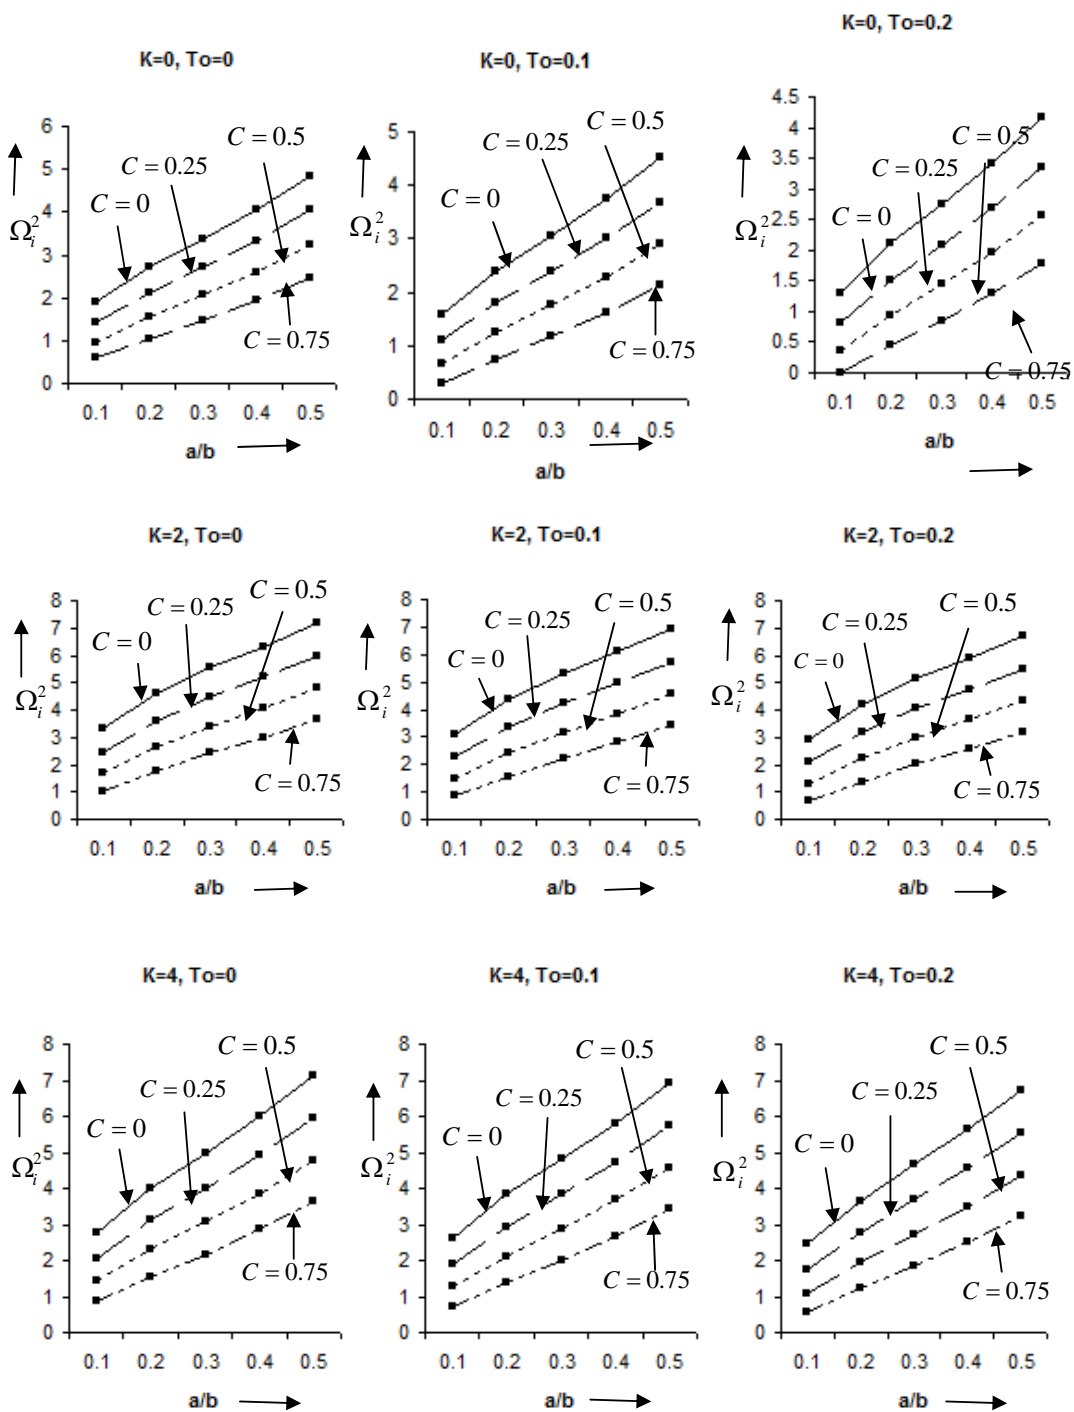 K=0, To=0
6
5
4
3
2
1
0
Ω_i^2
C = 0
C = 0.25
C = 0.5
C = 0.75
0.1 0.2 0.3 0.4 0.5
a/b
K=0, To=0.1
5
4
3
2
1
0
Ω_i^2
C = 0
C = 0.25
C = 0.5
C = 0.75
0.1 0.2 0.3 0.4 0.5
a/b
K=0, To=0.2
4.5
4
3.5
3
2.5
2
1.5
1
0.5
0
Ω_i^2
C = 0
C = 0.25
C = 0.5
C = 0.75
0.1 0.2 0.3 0.4 0.5
a/b
K=2, To=0
8
7
6
5
4
3
2
1
0
Ω_i^2
C = 0
C = 0.25
C = 0.5
C = 0.75
0.1 0.2 0.3 0.4 0.5
a/b
K=2, To=0.1
8
7
6
5
4
3
2
1
0
Ω_i^2
C = 0
C = 0.25
C = 0.5
C = 0.75
0.1 0.2 0.3 0.4 0.5
a/b
K=2, To=0.2
8
7
6
5
4
3
2
1
0
Ω_i^2
C = 0
C = 0.25
C = 0.5
C = 0.75
0.1 0.2 0.3 0.4 0.5
a/b
K=4, To=0
8
7
6
5
4
3
2
1
0
Ω_i^2
C = 0
C = 0.25
C = 0.5
C = 0.75
0.1 0.2 0.3 0.4 0.5
a/b
K=4, To=0.1
8
7
6
5
4
3
2
1
0
Ω_i^2
C = 0
C = 0.25
C = 0.5
C = 0.75
0.1 0.2 0.3 0.4 0.5
a/b
K=4, To=0.2
8
7
6
5
4
3
2
1
0
Ω_i^2
C = 0
C = 0.25
C = 0.5
C = 0.75
0.1 0.2 0.3 0.4 0.5
a/b